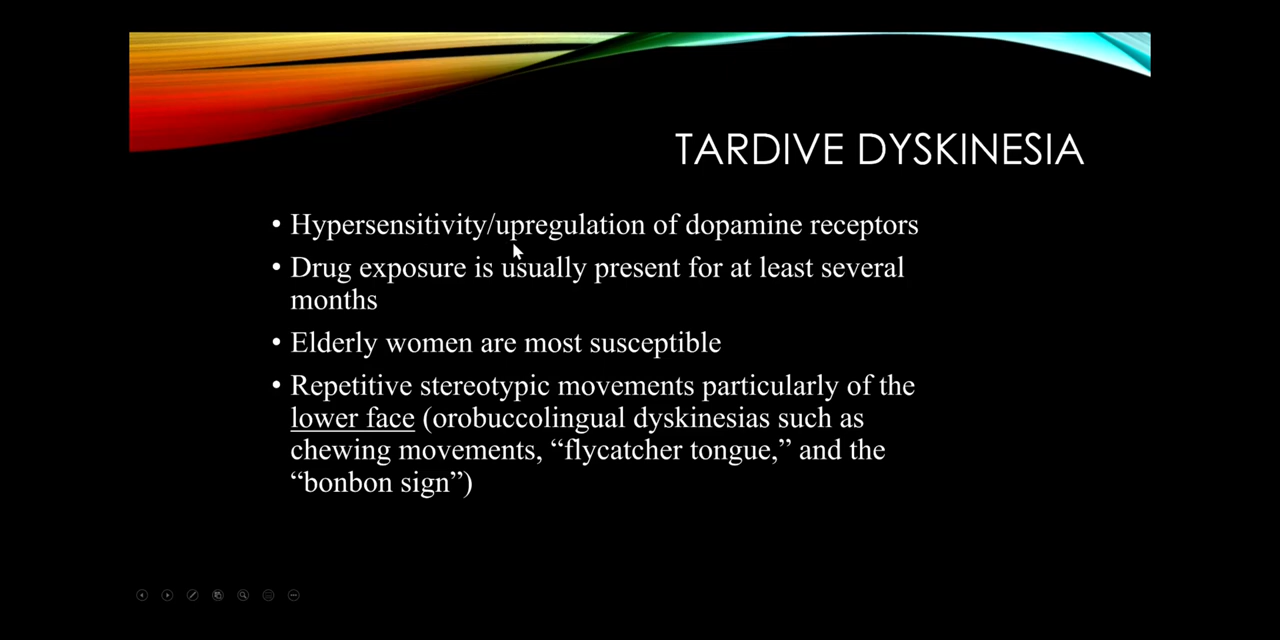 TARDIVE DYSKINESIA
• Hypersensitivity/upregulation of dopamine receptors
• Drug exposure is usually present for at least several
months
• Elderly women are most susceptible
• Repetitive stereotypic movements particularly of the
lower face (orobuccolingual dyskinesias such as
chewing movements, “flycatcher tongue,” and the
“bonbon sign”)